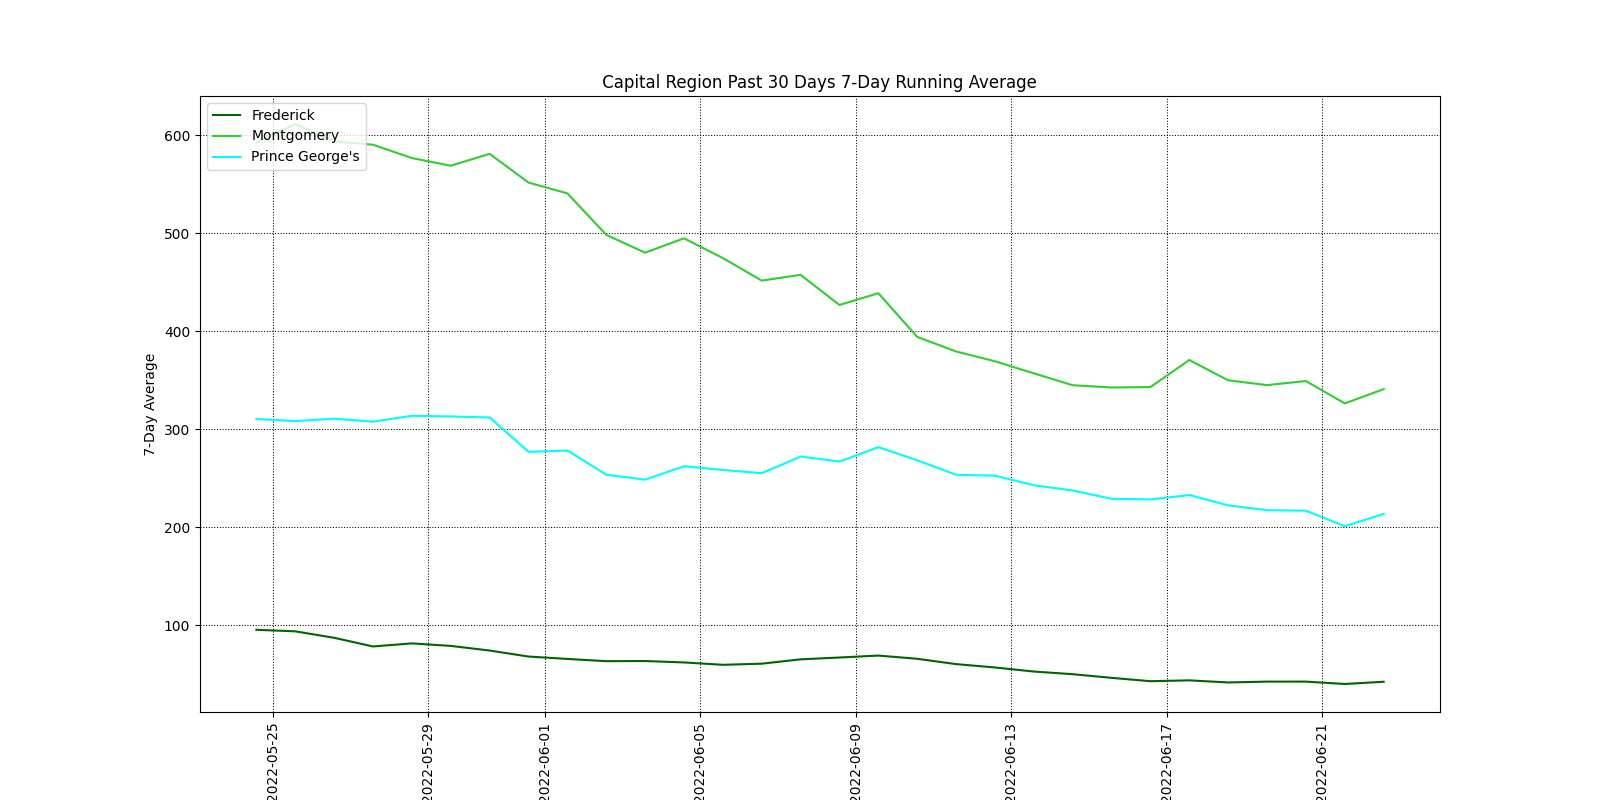 Capital Region Past 30 Days 7-Day Running Average
Frederick
Montgomery
Prince George's
600
500
400
300
200
100
7-Day Average
2022-05-25
2022-05-29
2022-06-01
2022-06-05
2022-06-09
2022-06-13
2022-06-17
2022-06-21